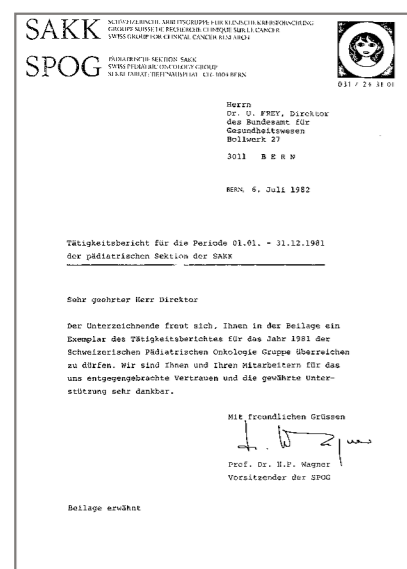 SAKK
SCHWEIZERISCHE ARBEITSGRUPPE FÜR KLINISCHE KREBSFORSCHUNG
GROUPE SUISSE DE RECHERCHE CLINIQUE SUR LE CANCER
SWISS GROUP FOR CLINICAL CANCER RESEARCH
SPOG
PÄDIATRISCHE SEKTION SAKK
SWISS PEDIATRIC ONCOLOGY GROUP
SEKRETARIAT: TIEFENAUSPITAL CH-3004 BERN
031 / 23 31 01
Herrn
Dr. U. FREY, Direktor
des Bundesamt für
Gesundheitswesen
Bollwerk 27
3011 B E R N
BERN, 6. Juli 1982
Tätigkeitsbericht für die Periode 01.01. - 31.12.1981
der pädiatrischen Sektion der SAKK
Sehr geehrter Herr Direktor
Der Unterzeichnende freut sich, Ihnen in der Beilage ein
Exemplar des Tätigkeitsberichtes für das Jahr 1981 der
Schweizerischen Pädiatrischen Onkologie Gruppe überreichen
zu dürfen. Wir sind Ihnen und Ihren Mitarbeitern für das
uns entgegengebrachte Vertrauen und die gewährte Unter-
stützung sehr dankbar.
Mit freundlichen Grüssen
Prof. Dr. H.P. Wagner
Vorsitzender der SPOG
Beilage erwähnt